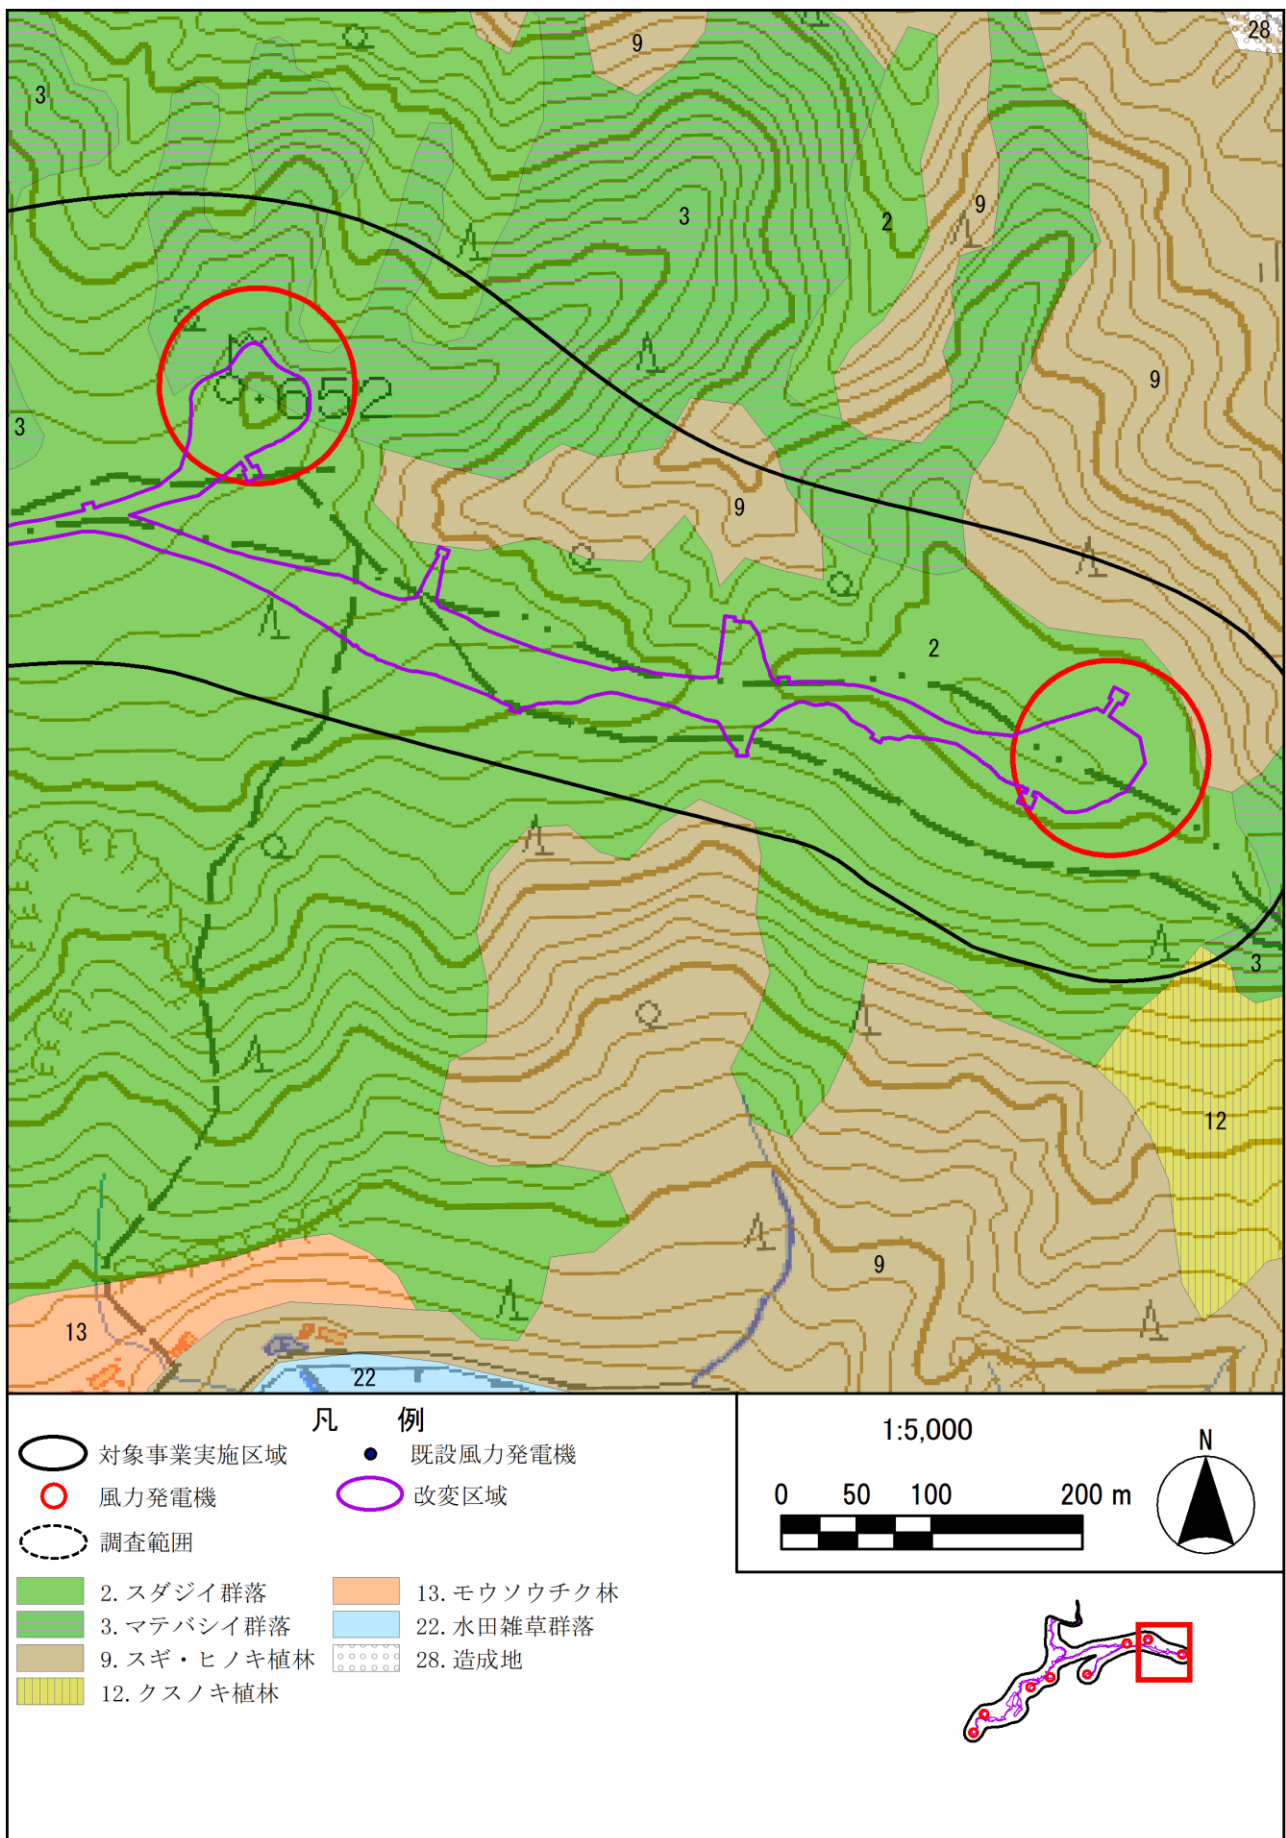 28
9
3
3
2
9
652
9
3
9
2
3
12
9
13
22
凡 例
対象事業実施区域
既設風力発電機
風力発電機
改変区域
調査範囲
2. スダジイ群落
13. モウソウチク林
3. マテバシイ群落
22. 水田雑草群落
9. スギ・ヒノキ植林
28. 造成地
12. クスノキ植林
1:5,000
N
0 50 100 200 m